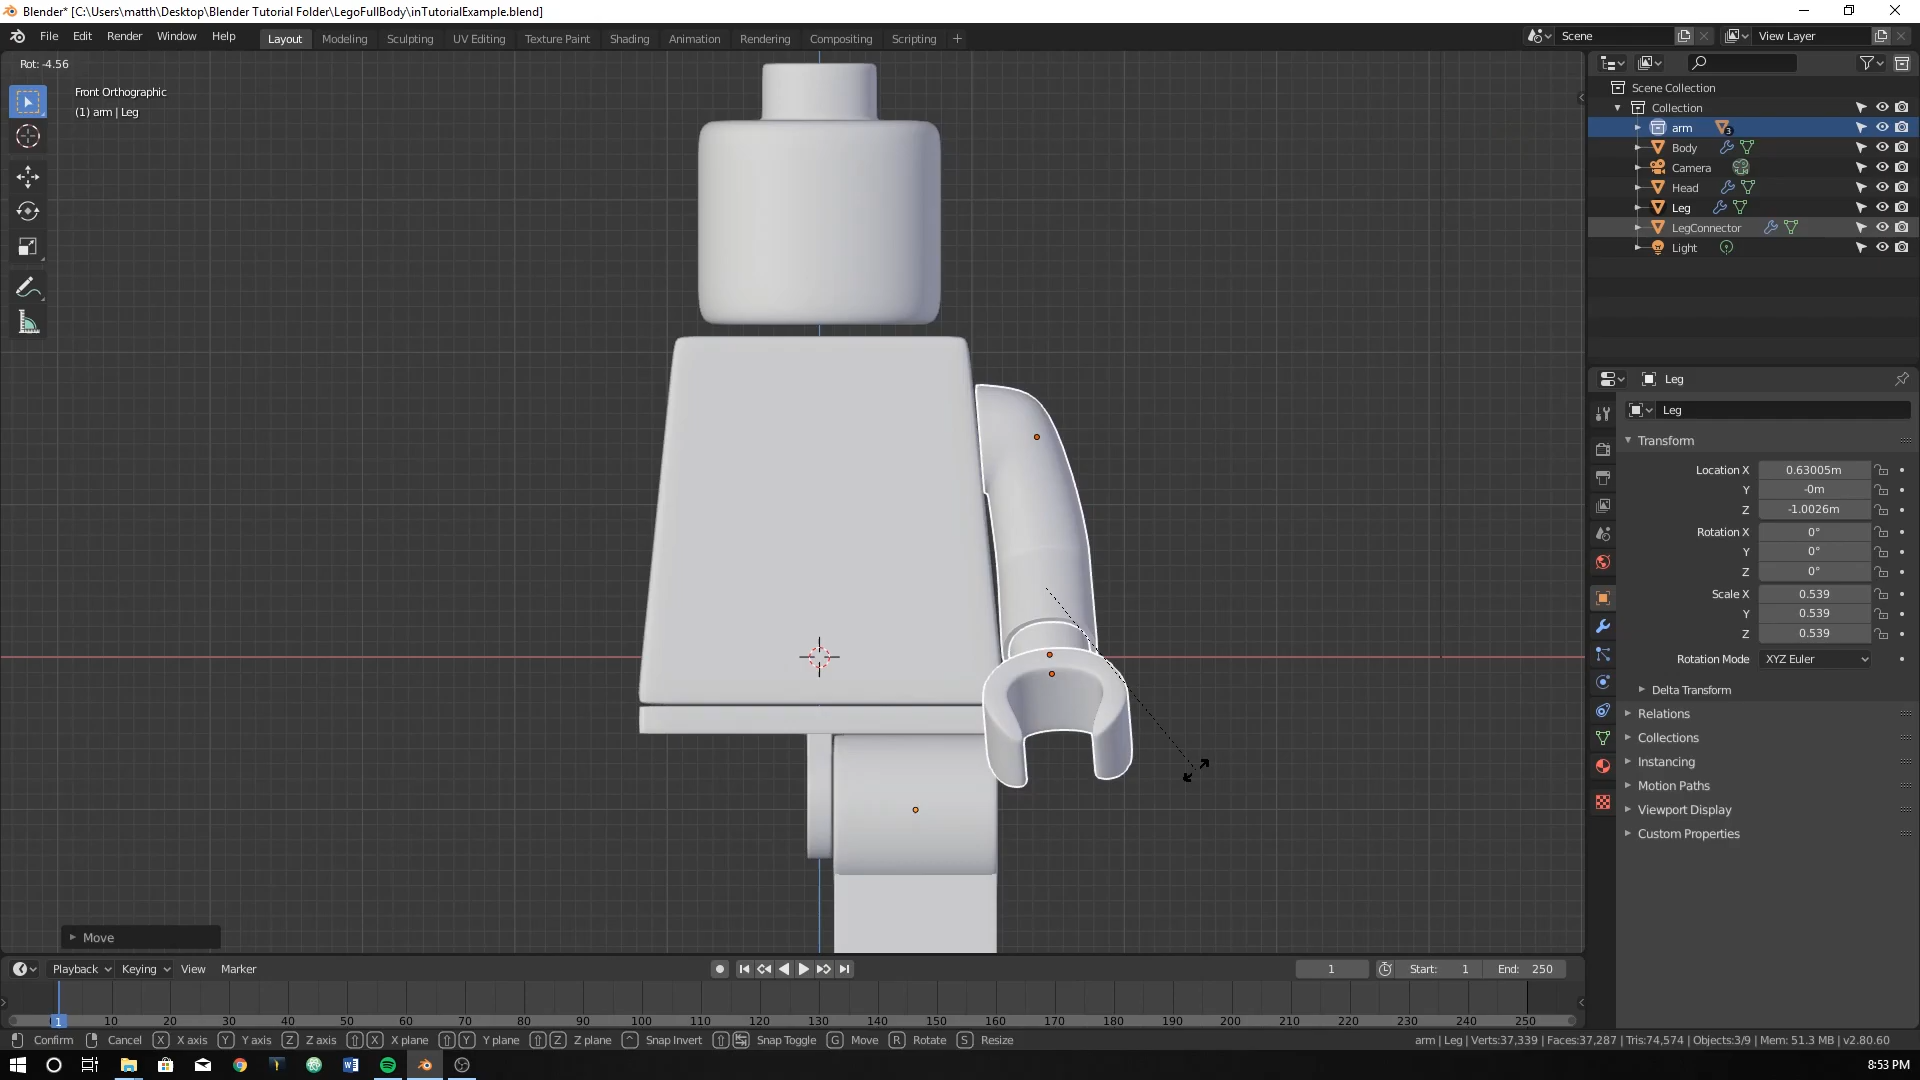 Blender* [C:\Users\matth\Desktop\Blender Tutorial Folder\LegoFullBody\inTutorialExample.blend]
File Edit Render Window Help Layout Modeling Sculpting UV Editing Texture Paint Shading Animation Rendering Compositing Scripting Scene View Layer
Rot: -4.56
Front Orthographic
(1) arm | Leg
Scene Collection
Collection
arm 3
Body
Camera
Head
Leg
LegConnector
Light
Leg
Leg
Transform
Location X 0.63005m
Y -0m
Z -1.0026m
Rotation X 0°
Y 0°
Z 0°
Scale X 0.539
Y 0.539
Z 0.539
Rotation Mode XYZ Euler
Delta Transform
Relations
Collections
Instancing
Motion Paths
Viewport Display
Custom Properties
Move
Playback Keying View Marker 1 Start: 1 End: 250
1 10 20 30 40 50 60 70 80 90 100 110 120 130 140 150 160 170 180 190 200 210 220 230 240 250
Confirm Cancel X X axis Y Y axis Z Z axis X X plane Y Y plane Z Z plane Snap Invert Snap Toggle G Move R Rotate S Resize arm | Leg | Verts:37,339 | Faces:37,287 | Tris:74,574 | Objects:3/9 | Mem: 51.3 MB | v2.80.60
8:53 PM